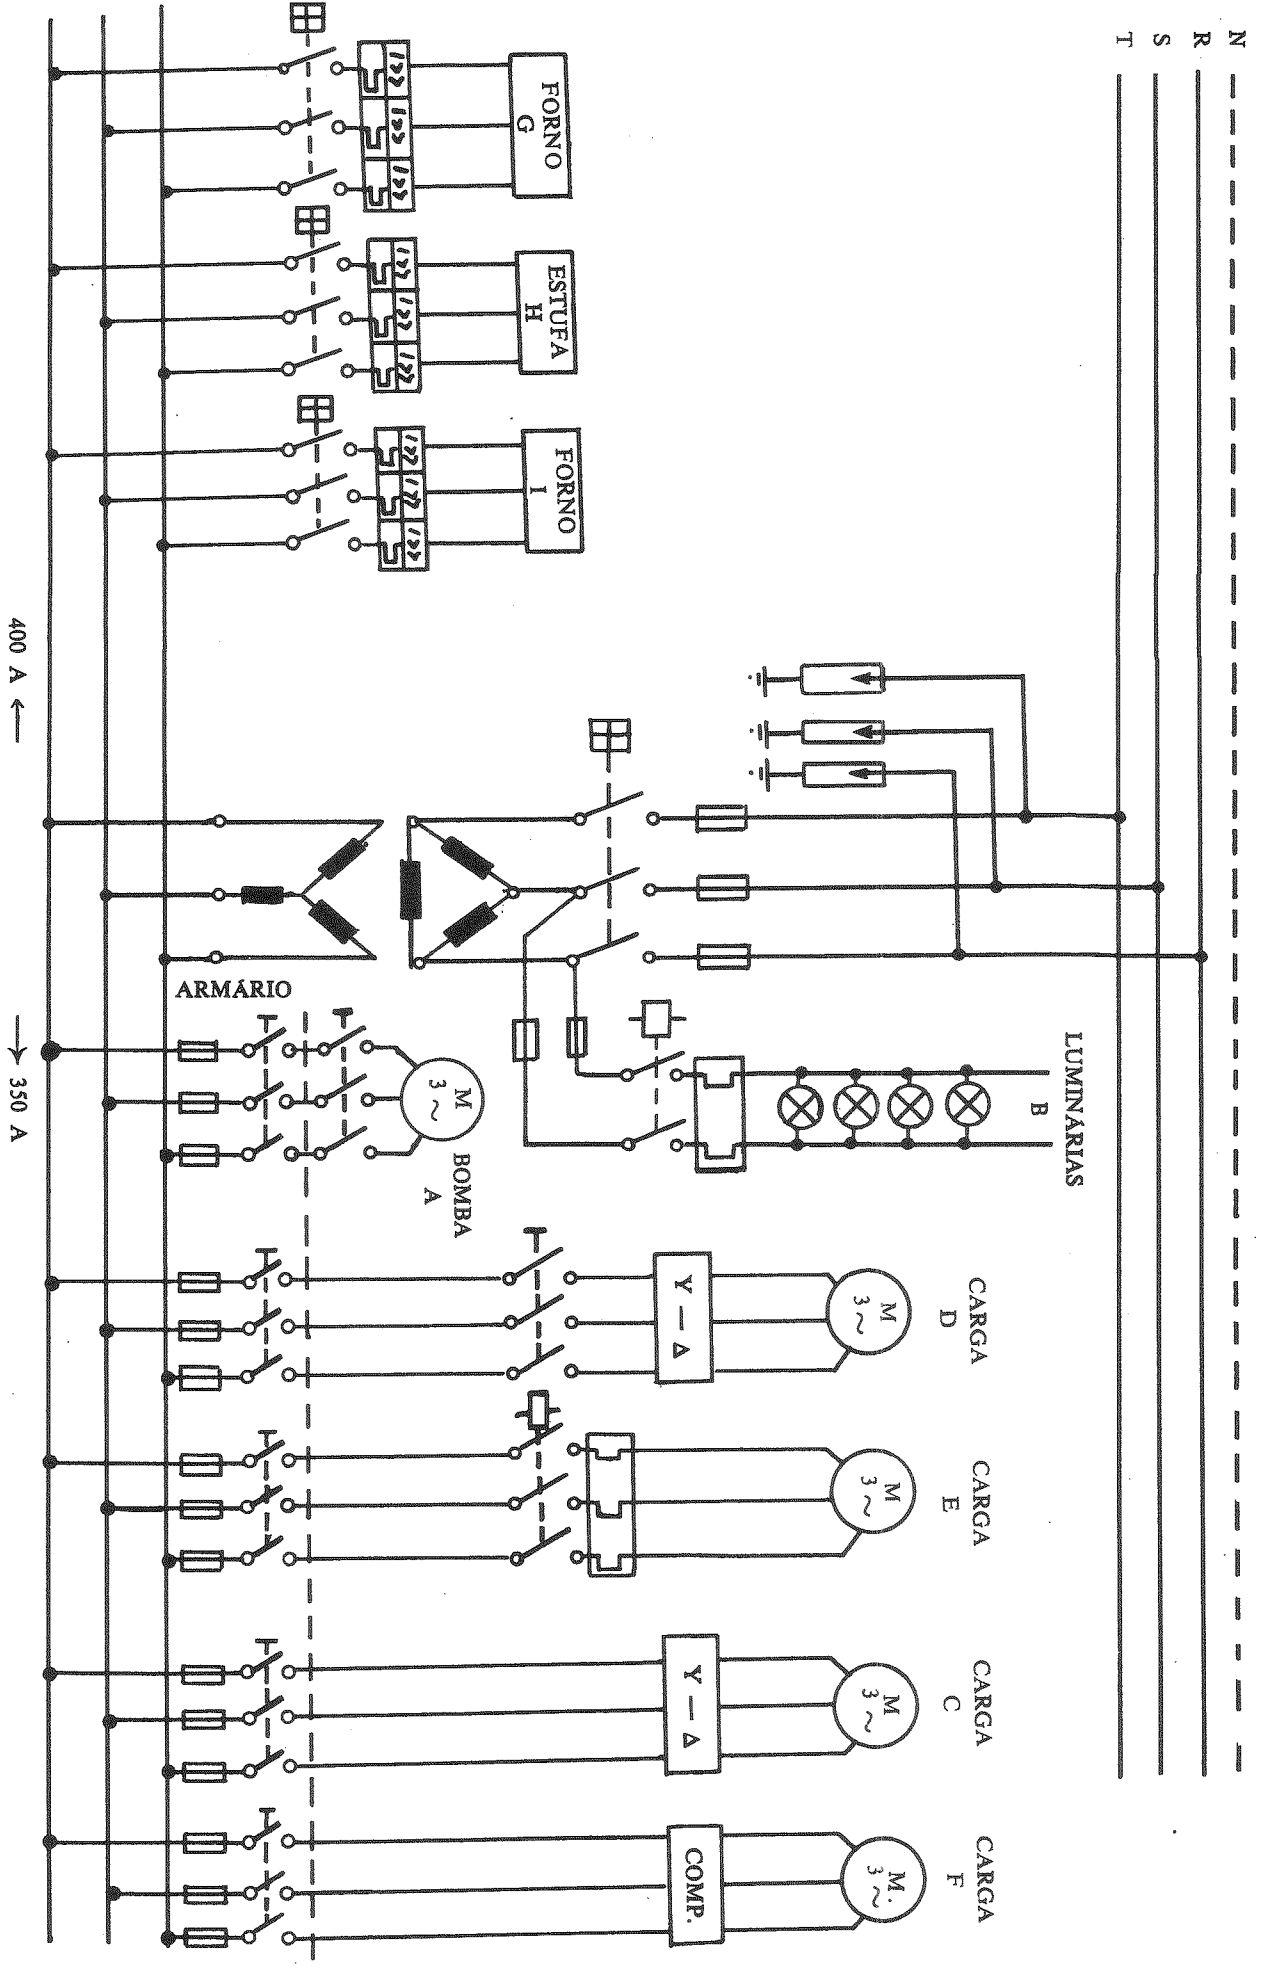 N
R
S
T
FORNO
G
ESTUFA
H
FORNO
I
LUMINÁRIAS
B
M
3 ~
BOMBA
A
CARGA
D
M
3 ~
Y — Δ
CARGA
E
M
3 ~
CARGA
C
M
3 ~
Y — Δ
CARGA
F
M.
3 ~
COMP.
ARMÁRIO
400 A ←
→ 350 A